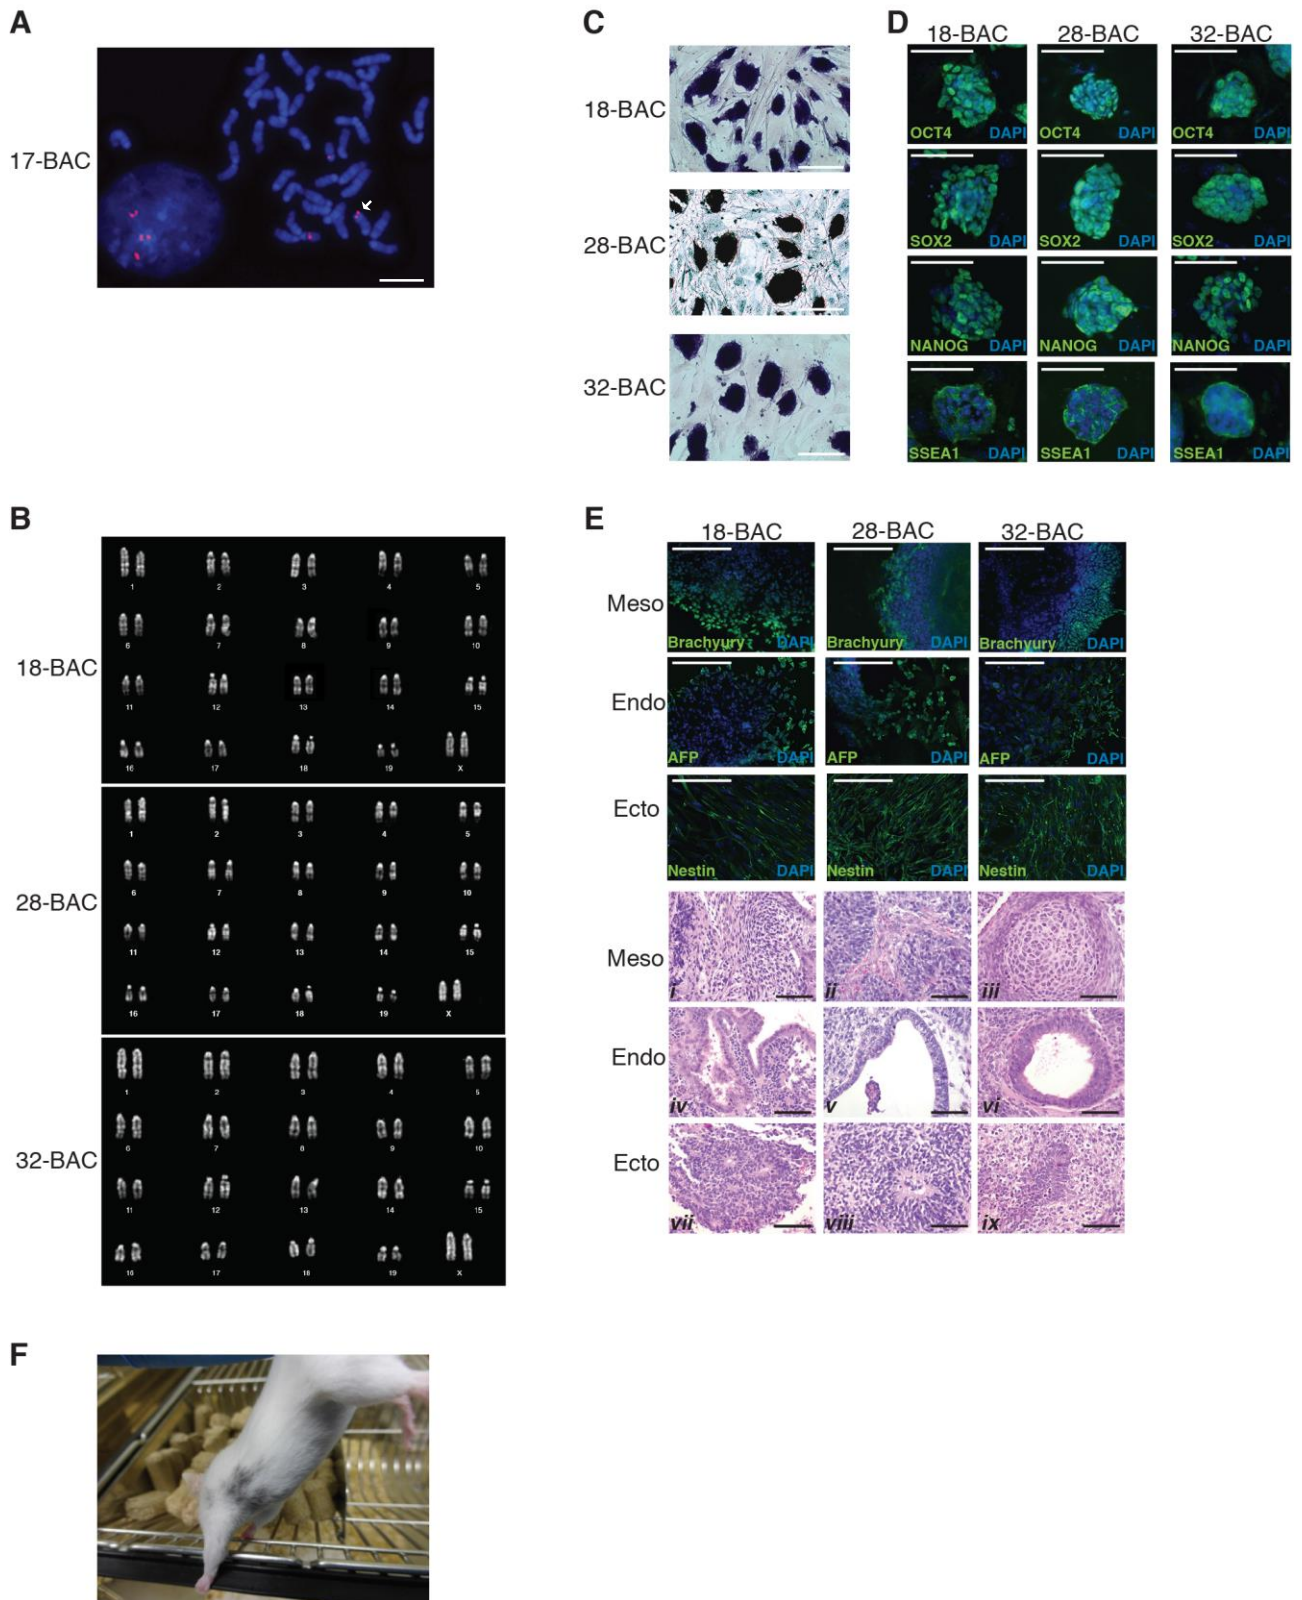 A
17-BAC
B
18-BAC
1 2 3 4 5
6 7 8 9 10
11 12 13 14 15
16 17 18 19 X
28-BAC
1 2 3 4 5
6 7 8 9 10
11 12 13 14 15
16 17 18 19 X
32-BAC
1 2 3 4 5
6 7 8 9 10
11 12 13 14 15
16 17 18 19 X
C
18-BAC
28-BAC
32-BAC
D
18-BAC 28-BAC 32-BAC
OCT4 DAPI OCT4 DAPI OCT4 DAPI
SOX2 DAPI SOX2 DAPI SOX2 DAPI
NANOG DAPI NANOG DAPI NANOG DAPI
SSEA1 DAPI SSEA1 DAPI SSEA1 DAPI
E
18-BAC 28-BAC 32-BAC
Meso
Brachyury DAPI Brachyury DAPI Brachyury DAPI
Endo
AFP DAPI AFP DAPI AFP DAPI
Ecto
Nestin DAPI Nestin DAPI Nestin DAPI
Meso
i ii iii
Endo
iv v vi
Ecto
vii viii ix
F